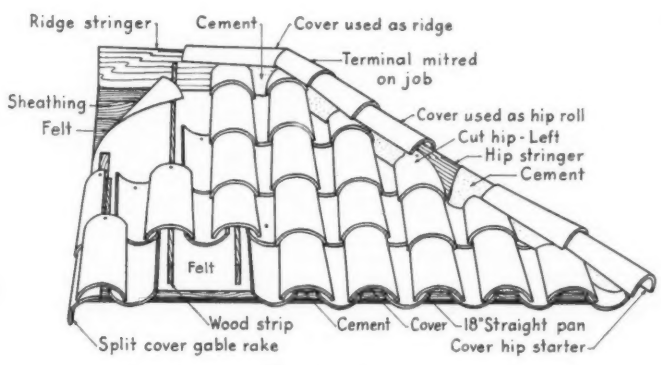 Ridge stringer
Cement
Cover used as ridge
Terminal mitred
on job
Sheathing
Felt
Cover used as hip roll
Cut hip - Left
Hip stringer
Cement
Felt
Wood strip
Cement
Cover
18" Straight pan
Split cover gable rake
Cover hip starter